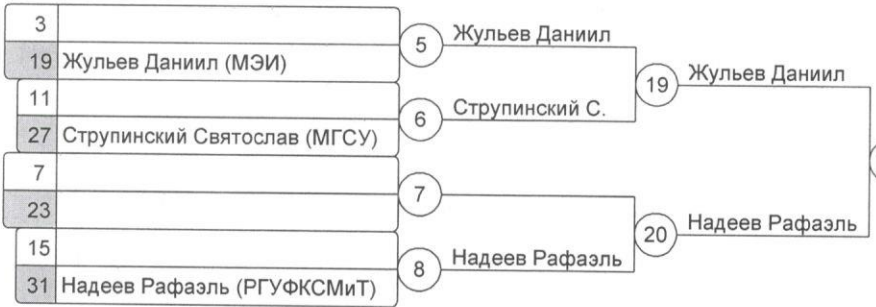 3
19 Жульев Даниил (МЭИ)
5 Жульев Даниил
11
27 Струпинский Святослав (МГСУ)
6 Струпинский С.
19 Жульев Даниил
7
23
7
15
31 Надеев Рафаэль (РГУФКСМиТ)
8 Надеев Рафаэль
20 Надеев Рафаэль